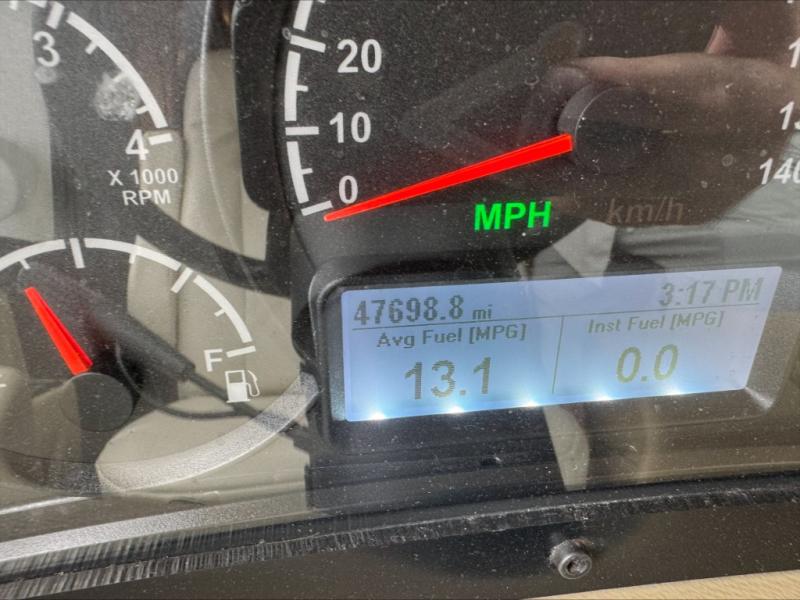 3
4
X 1000
RPM
20
10
0
140
MPH
km/h
F
47698.8 mi
3:17 PM
Avg Fuel [MPG]
13.1
Inst Fuel [MPG]
0.0